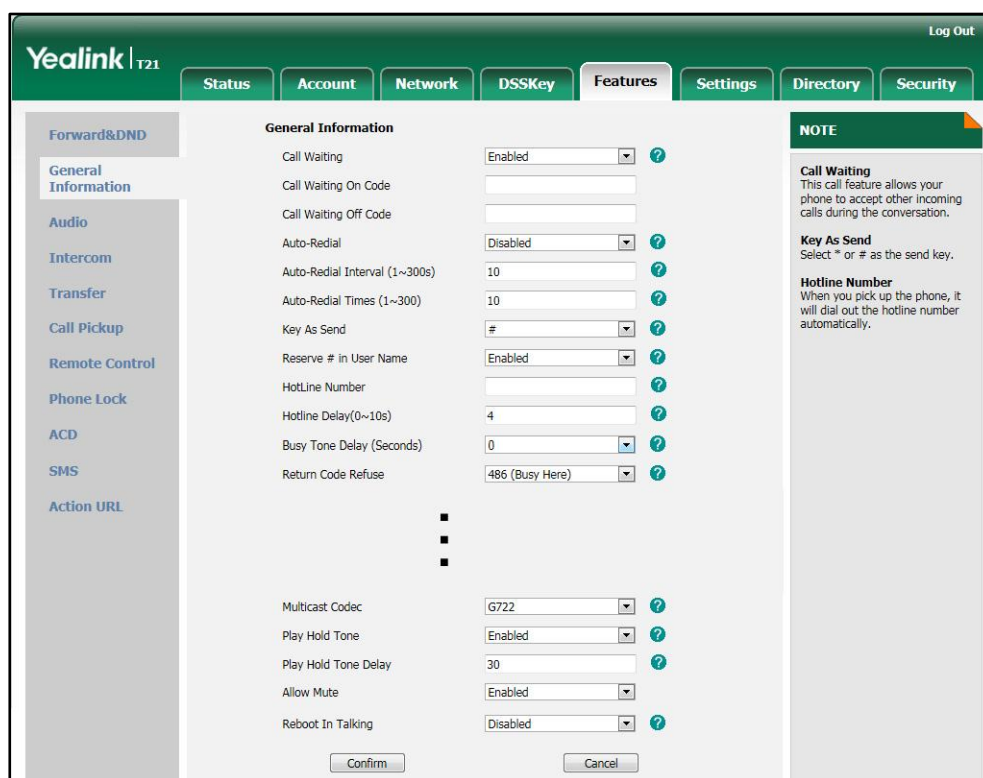 Log Out
Yealink T21
Status Account Network DSSKey Features Settings Directory Security
Forward&DND
General
Information
Audio
Intercom
Transfer
Call Pickup
Remote Control
Phone Lock
ACD
SMS
Action URL
General Information
Call Waiting Enabled ?
Call Waiting On Code
Call Waiting Off Code
Auto-Redial Disabled ?
Auto-Redial Interval (1~300s) 10 ?
Auto-Redial Times (1~300) 10 ?
Key As Send # ?
Reserve # in User Name Enabled ?
HotLine Number ?
Hotline Delay(0~10s) 4 ?
Busy Tone Delay (Seconds) 0 ?
Return Code Refuse 486 (Busy Here) ?
Multicast Codec G722 ?
Play Hold Tone Enabled ?
Play Hold Tone Delay 30 ?
Allow Mute Enabled
Reboot In Talking Disabled ?
Confirm Cancel
NOTE
Call Waiting
This call feature allows your
phone to accept other incoming
calls during the conversation.
Key As Send
Select * or # as the send key.
Hotline Number
When you pick up the phone, it
will dial out the hotline number
automatically.